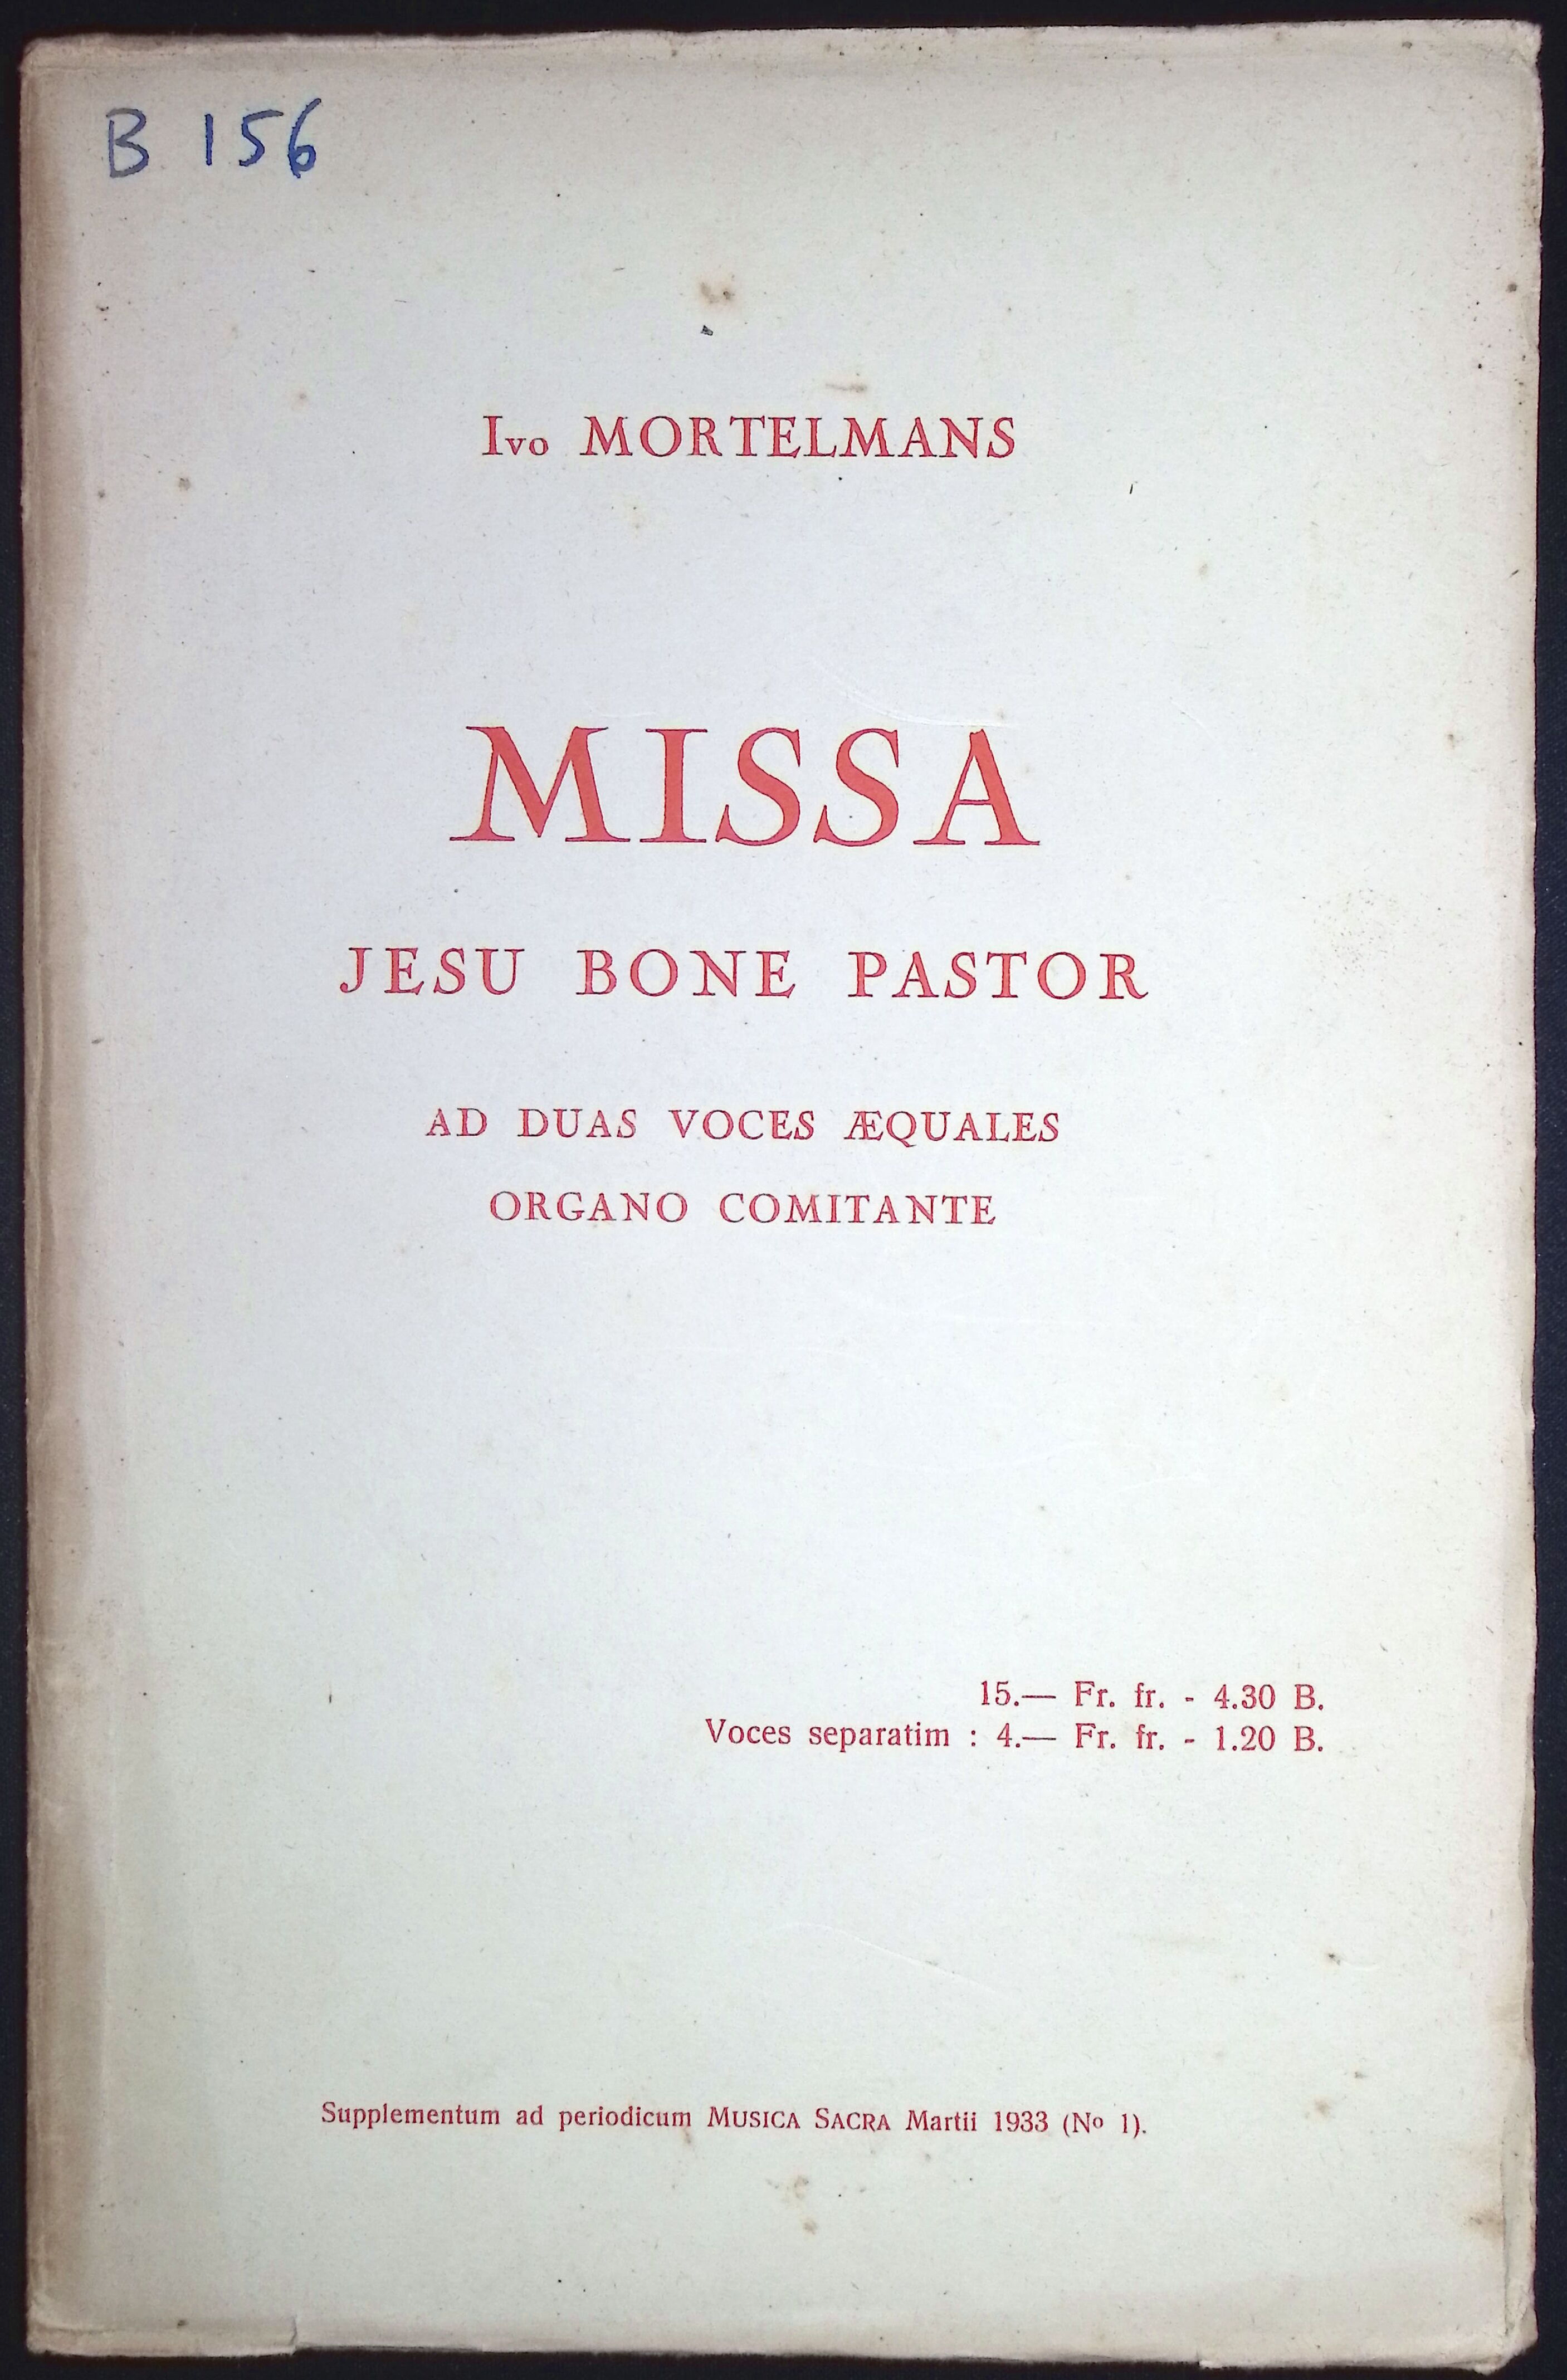 B 156
Ivo MORTELMANS
MISSA
JESU BONE PASTOR
AD DUAS VOCES ÆQUALES
ORGANO COMITANTE
15.— Fr. fr. - 4.30 B.
Voces separatim : 4.— Fr. fr. - 1.20 B.
Supplementum ad periodicum MUSICA SACRA Martii 1933 (Nº 1).